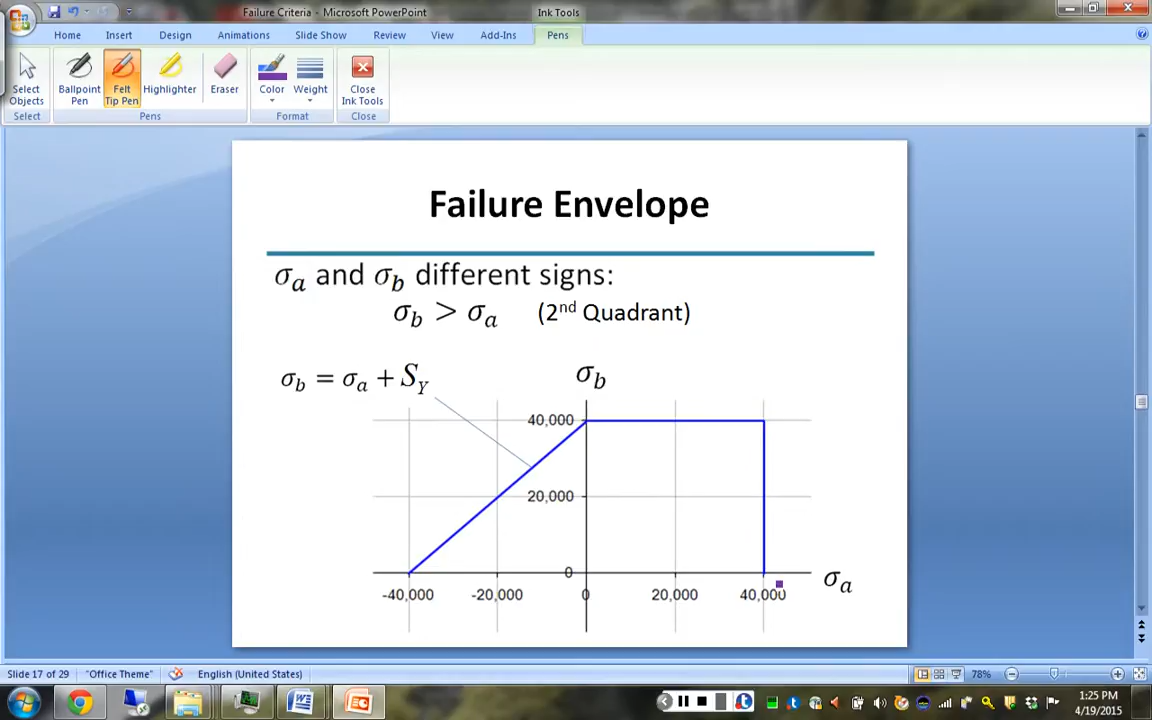 Failure Criteria - Microsoft PowerPoint
Ink Tools
Home Insert Design Animations Slide Show Review View Add-Ins Pens
Select Objects
Ballpoint Pen
Felt Tip Pen
Highlighter
Eraser
Color
Weight
Close Ink Tools
Select Pens Format Close
Failure Envelope
σa and σb different signs:
σb > σa (2nd Quadrant)
σb = σa + SY
σb
40,000
20,000
0
-40,000 -20,000 0 20,000 40,000
σa
Slide 17 of 29 "Office Theme" English (United States) 78%
1:25 PM
4/19/2015